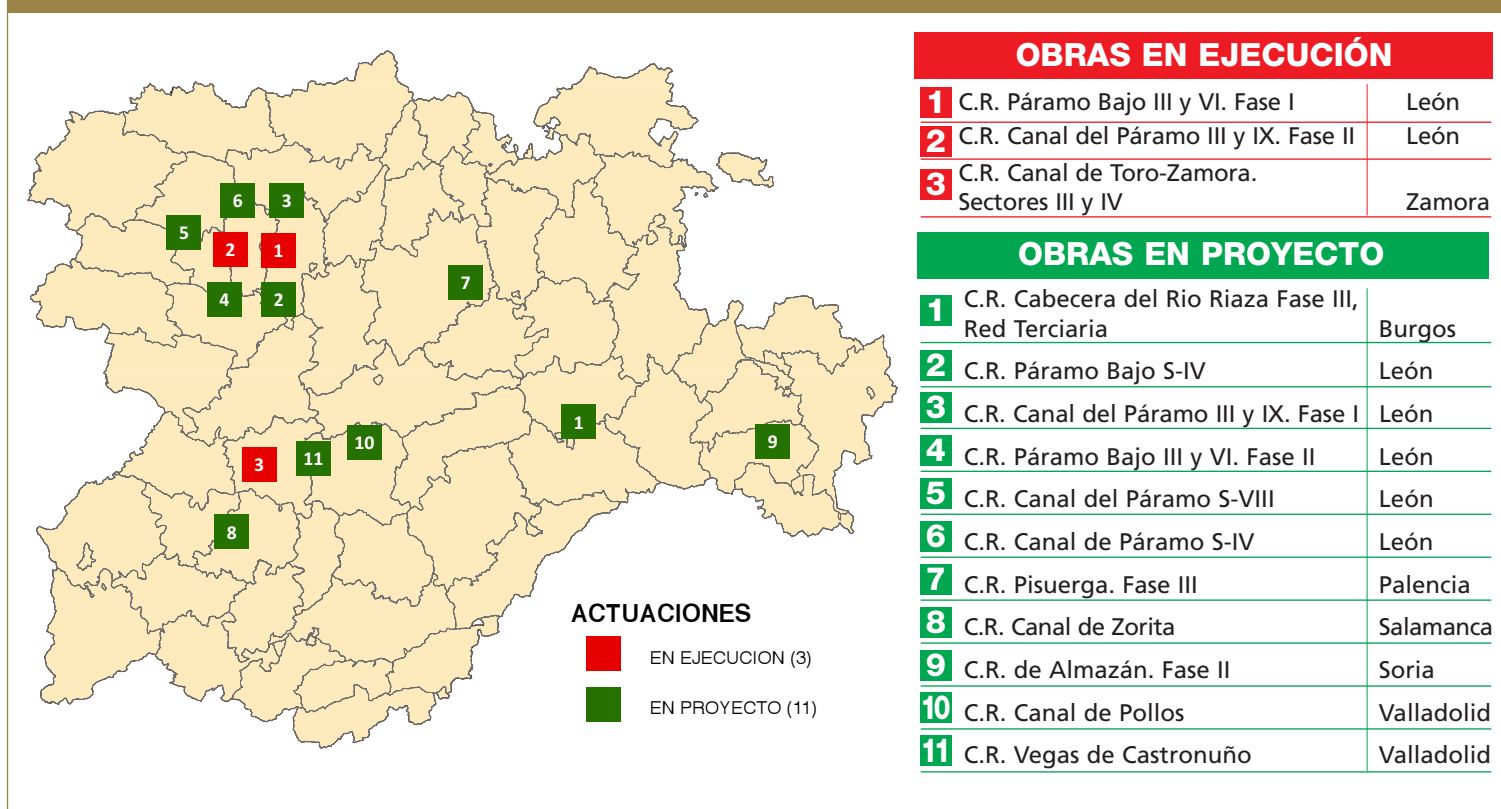 6
3
5
2
1
4
2
7
1
10
9
3
11
8
ACTUACIONES
EN EJECUCION (3)
EN PROYECTO (11)
OBRAS EN EJECUCIÓN
1 C.R. Páramo Bajo III y VI. Fase I León
2 C.R. Canal del Páramo III y IX. Fase II León
3 C.R. Canal de Toro-Zamora.
Sectores III y IV Zamora
OBRAS EN PROYECTO
1 C.R. Cabecera del Rio Riaza Fase III,
Red Terciaria Burgos
2 C.R. Páramo Bajo S-IV León
3 C.R. Canal del Páramo III y IX. Fase I León
4 C.R. Páramo Bajo III y VI. Fase II León
5 C.R. Canal del Páramo S-VIII León
6 C.R. Canal de Páramo S-IV León
7 C.R. Pisuerga. Fase III Palencia
8 C.R. Canal de Zorita Salamanca
9 C.R. de Almazán. Fase II Soria
10 C.R. Canal de Pollos Valladolid
11 C.R. Vegas de Castronuño Valladolid